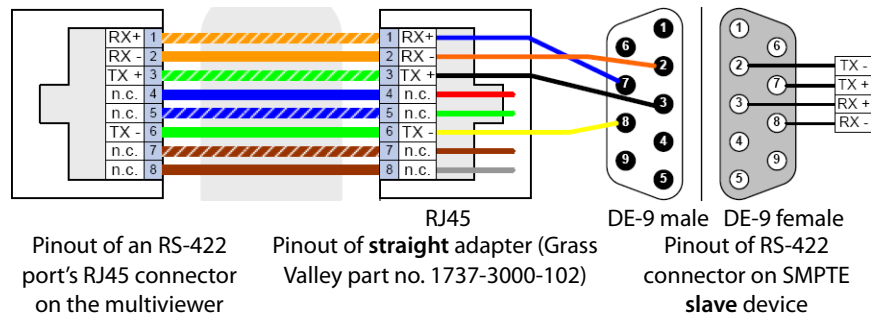 RX+ 1 1 RX+
RX - 2 2 RX -
TX + 3 3 TX +
n.c. 4 4 n.c.
n.c. 5 5 n.c.
TX - 6 6 TX -
n.c. 7 7 n.c.
n.c. 8 8 n.c.
1
6
2
7
3
8
4
9
5
1
6
2
7
3
8
4
9
5
TX -
TX +
RX +
RX -
RJ45
DE-9 male
DE-9 female
Pinout of an RS-422
port's RJ45 connector
on the multiviewer
Pinout of straight adapter (Grass
Valley part no. 1737-3000-102)
Pinout of RS-422
connector on SMPTE
slave device